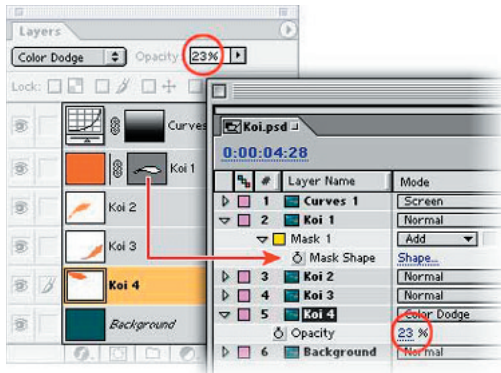 Layers
Color Dodge Opacity: 23%
Lock:
Curves
Koi 1
Koi 2
Koi 3
Koi 4
Background
Koi.psd
0:00:04:28
# Layer Name Mode
1 Curves 1 Screen
2 Koi 1 Normal
Mask 1 Add
Mask Shape Shape...
3 Koi 2 Normal
4 Koi 3 Normal
5 Koi 4 Color Dodge
Opacity 23 %
6 Background Normal